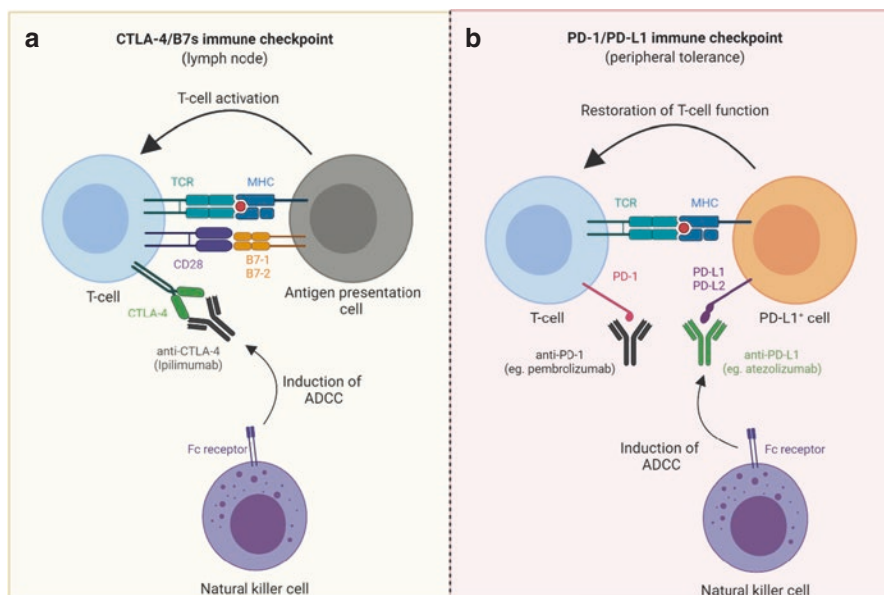 a
CTLA-4/B7s immune checkpoint
(lymph node)
T-cell activation
TCR
MHC
CD28
B7-1
B7-2
T-cell
Antigen presentation
cell
CTLA-4
anti-CTLA-4
(Ipilimumab)
Induction of
ADCC
Fc receptor
Natural killer cell
b
PD-1/PD-L1 immune checkpoint
(peripheral tolerance)
Restoration of T-cell function
TCR
MHC
PD-1
PD-L1
PD-L2
T-cell
PD-L1⁺ cell
anti-PD-1
(eg. pembrolizumab)
anti-PD-L1
(eg. atezolizumab)
Induction of
ADCC
Fc receptor
Natural killer cell